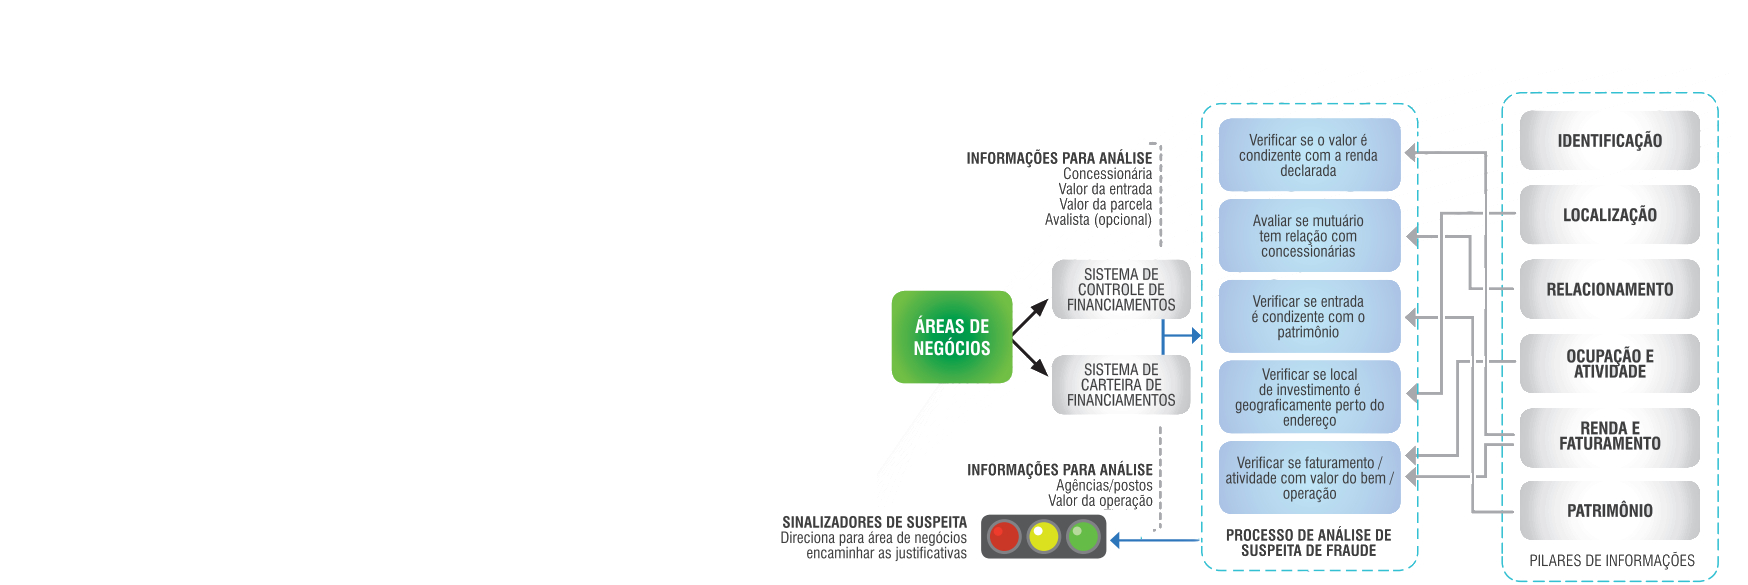 INFORMAÇÕES PARA ANÁLISE
Concessionária
Valor da entrada
Valor da parcela
Avalista (opcional)
ÁREAS DE
NEGÓCIOS
SISTEMA DE
CONTROLE DE
FINANCIAMENTOS
SISTEMA DE
CARTEIRA DE
FINANCIAMENTOS
INFORMAÇÕES PARA ANÁLISE
Agências/postos
Valor da operação
SINALIZADORES DE SUSPEITA
Direciona para área de negócios
encaminhar as justificativas
Verificar se o valor é
condizente com a renda
declarada
Avaliar se mutuário
tem relação com
concessionárias
Verificar se entrada
é condizente com o
patrimônio
Verificar se local
de investimento é
geograficamente perto do
endereço
Verificar se faturamento /
atividade com valor do bem /
operação
PROCESSO DE ANÁLISE DE
SUSPEITA DE FRAUDE
IDENTIFICAÇÃO
LOCALIZAÇÃO
RELACIONAMENTO
OCUPAÇÃO E
ATIVIDADE
RENDA E
FATURAMENTO
PATRIMÔNIO
PILARES DE INFORMAÇÕES